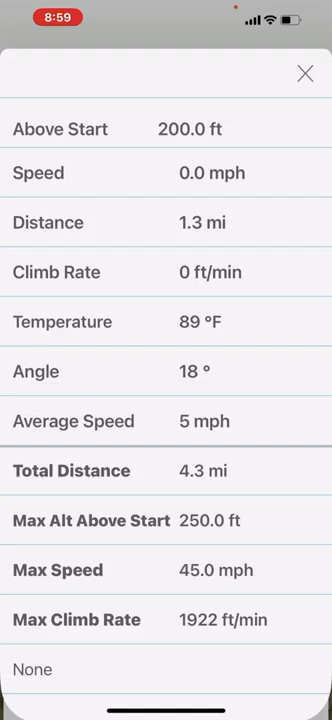 8:59
Above Start 200.0 ft
Speed 0.0 mph
Distance 1.3 mi
Climb Rate 0 ft/min
Temperature 89 °F
Angle 18 °
Average Speed 5 mph
Total Distance 4.3 mi
Max Alt Above Start 250.0 ft
Max Speed 45.0 mph
Max Climb Rate 1922 ft/min
None